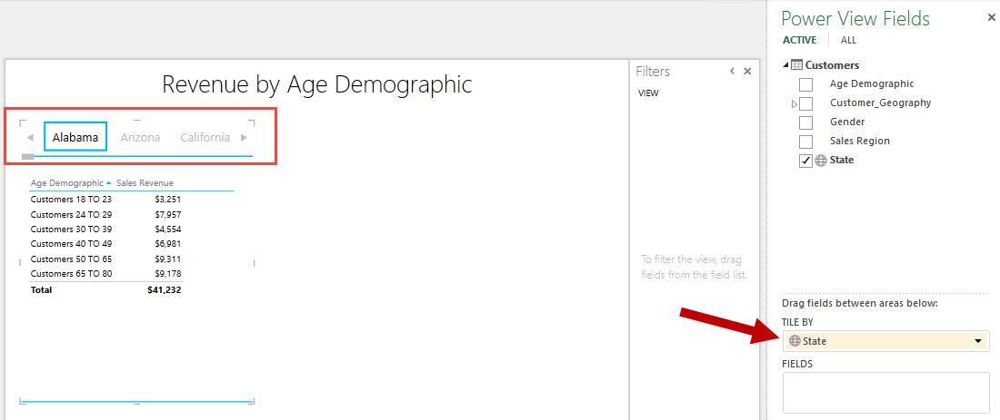 Revenue by Age Demographic
Alabama Arizona California
Age Demographic Sales Revenue
Customers 18 TO 23 $3,251
Customers 24 TO 29 $7,957
Customers 30 TO 39 $4,554
Customers 40 TO 49 $6,981
Customers 50 TO 65 $9,311
Customers 65 TO 80 $9,178
Total $41,232
Filters
VIEW
To filter the view, drag
fields from the field list.
Power View Fields
ACTIVE ALL
Customers
Age Demographic
Customer_Geography
Gender
Sales Region
State
Drag fields between areas below:
TILE BY
State
FIELDS